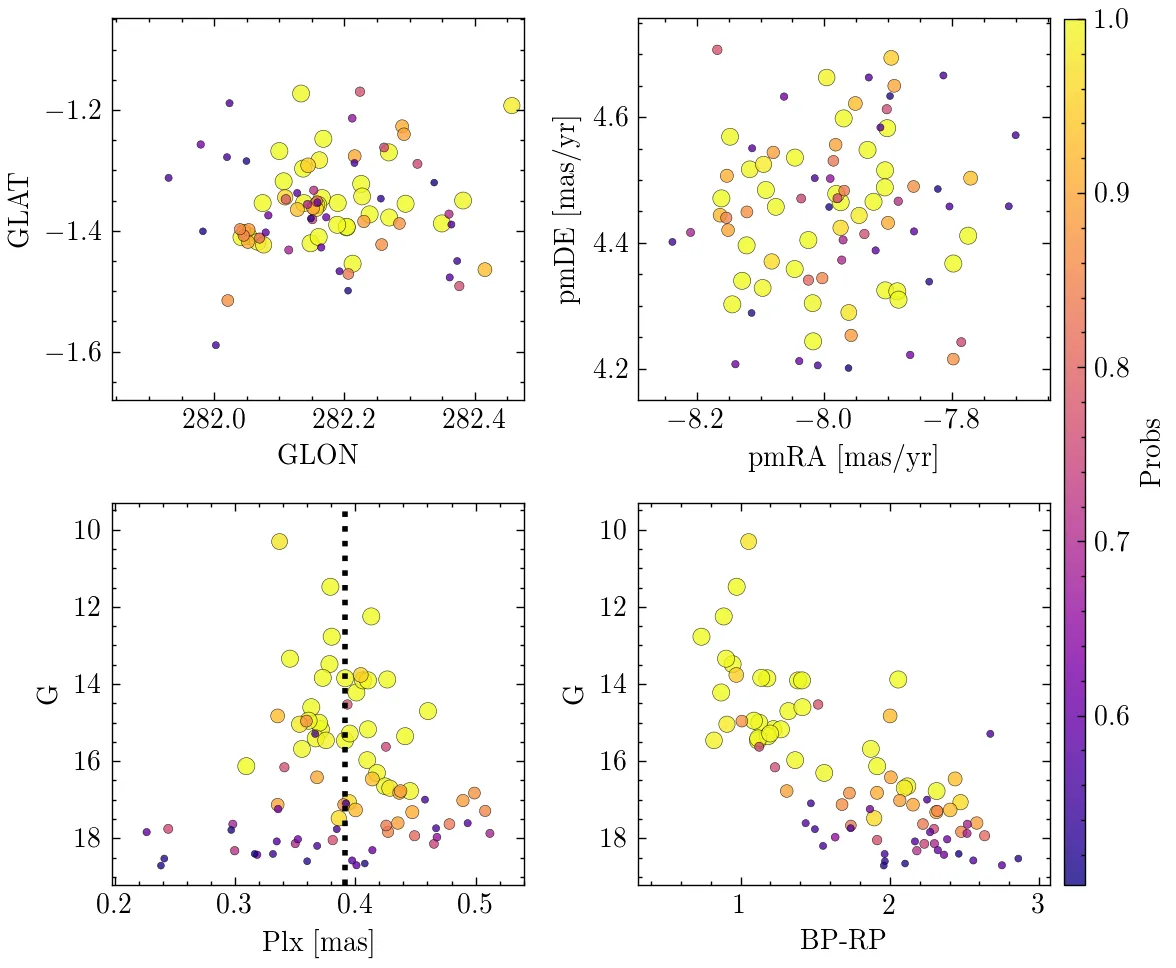 −1.2
−1.4
−1.6
GLAT
282.0 282.2 282.4
GLON
4.6
4.4
4.2
pmDE [mas/yr]
−8.2 −8.0 −7.8
pmRA [mas/yr]
10
12
14
16
18
G
0.2 0.3 0.4 0.5
Plx [mas]
10
12
14
16
18
G
1 2 3
BP-RP
1.0
0.9
0.8
0.7
0.6
Probs